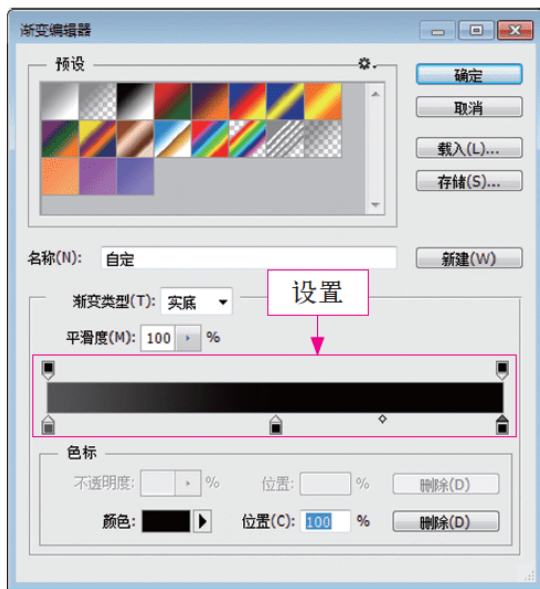 渐变编辑器
预设
确定
取消
载入(L)...
存储(S)...
名称(N): 自定
新建(W)
渐变类型(T): 实底
设置
平滑度(M): 100 %
色标
不透明度: % 位置: % 删除(D)
颜色: 位置(C): 100 % 删除(D)